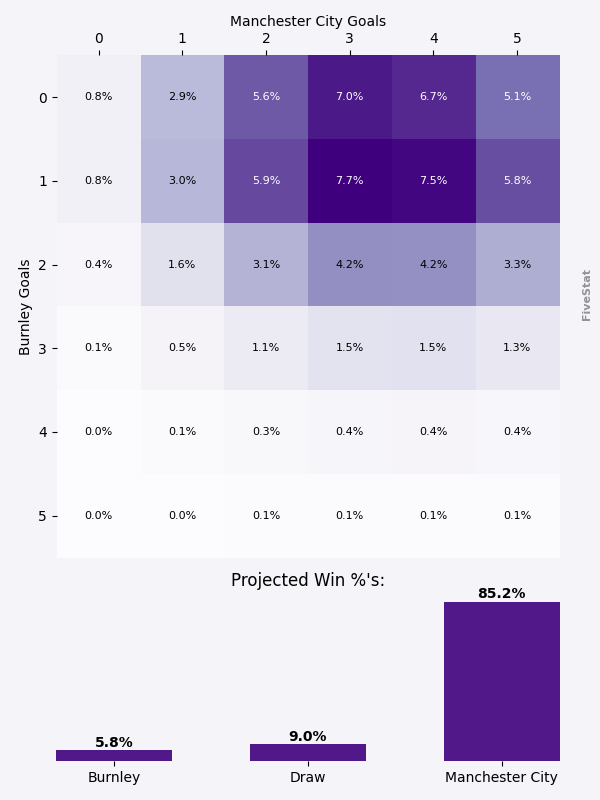 Manchester City Goals
0 1 2 3 4 5
0 0.8% 2.9% 5.6% 7.0% 6.7% 5.1%
1 0.8% 3.0% 5.9% 7.7% 7.5% 5.8%
2 0.4% 1.6% 3.1% 4.2% 4.2% 3.3%
3 0.1% 0.5% 1.1% 1.5% 1.5% 1.3%
4 0.0% 0.1% 0.3% 0.4% 0.4% 0.4%
5 0.0% 0.0% 0.1% 0.1% 0.1% 0.1%
Burnley Goals
FiveStat
Projected Win %'s:
5.8% 9.0% 85.2%
Burnley Draw Manchester City